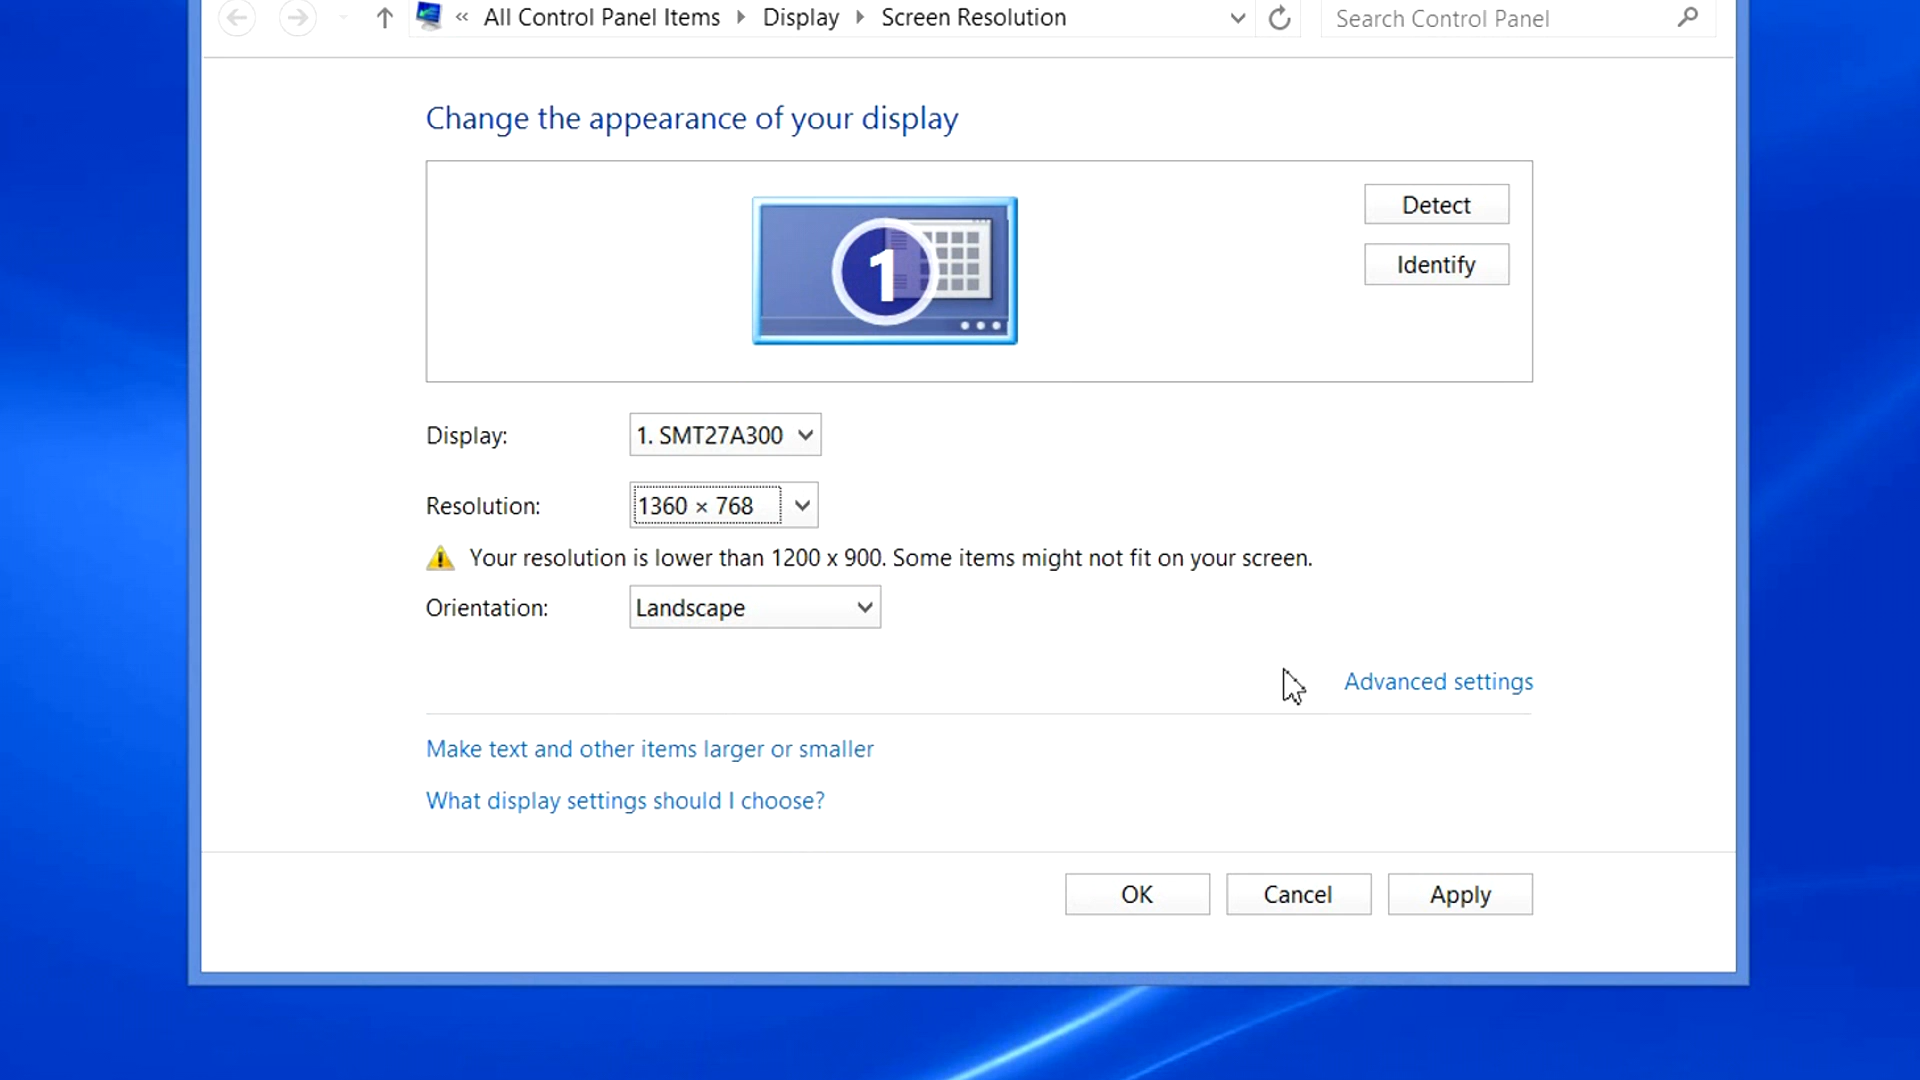 « All Control Panel Items Display Screen Resolution Search Control Panel
Change the appearance of your display
1
Detect
Identify
Display: 1. SMT27A300
Resolution: 1360 × 768
Your resolution is lower than 1200 x 900. Some items might not fit on your screen.
Orientation: Landscape
Advanced settings
Make text and other items larger or smaller
What display settings should I choose?
OK Cancel Apply